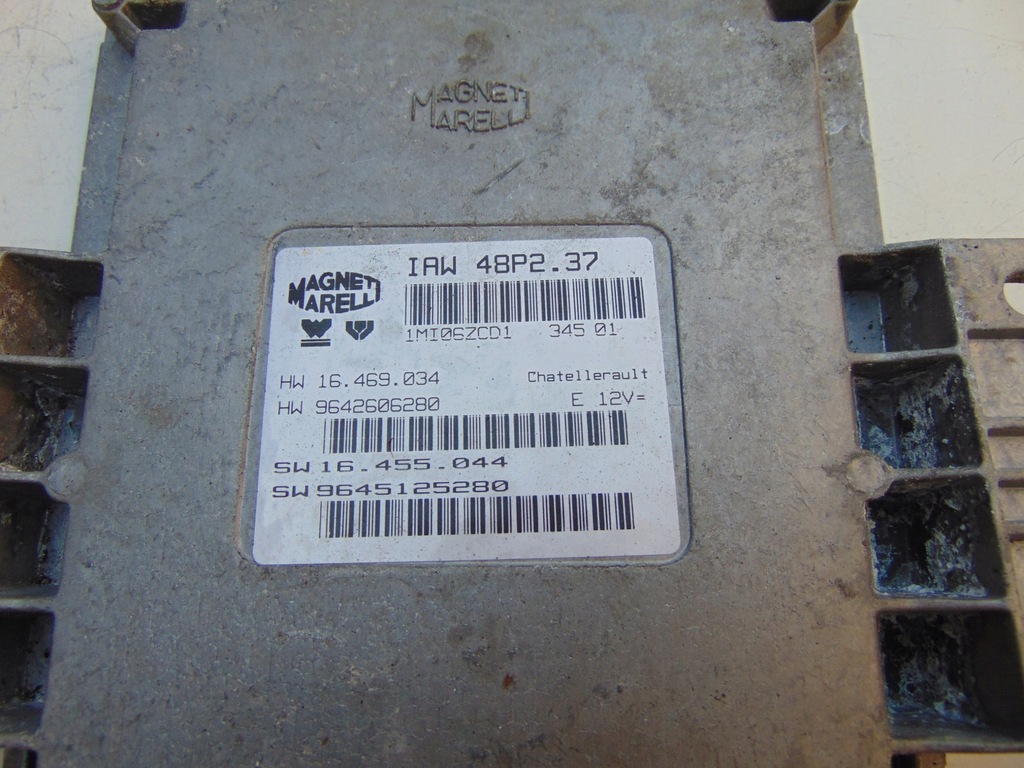 MAGNETI
MARELLI
IAW 48P2.37
MAGNETI
MARELLI
1MI06ZCD1 345 01
HW 16.469.034 Chatellerault
HW 9642606280 E 12V=
SW 16.455.044
SW 9645125280